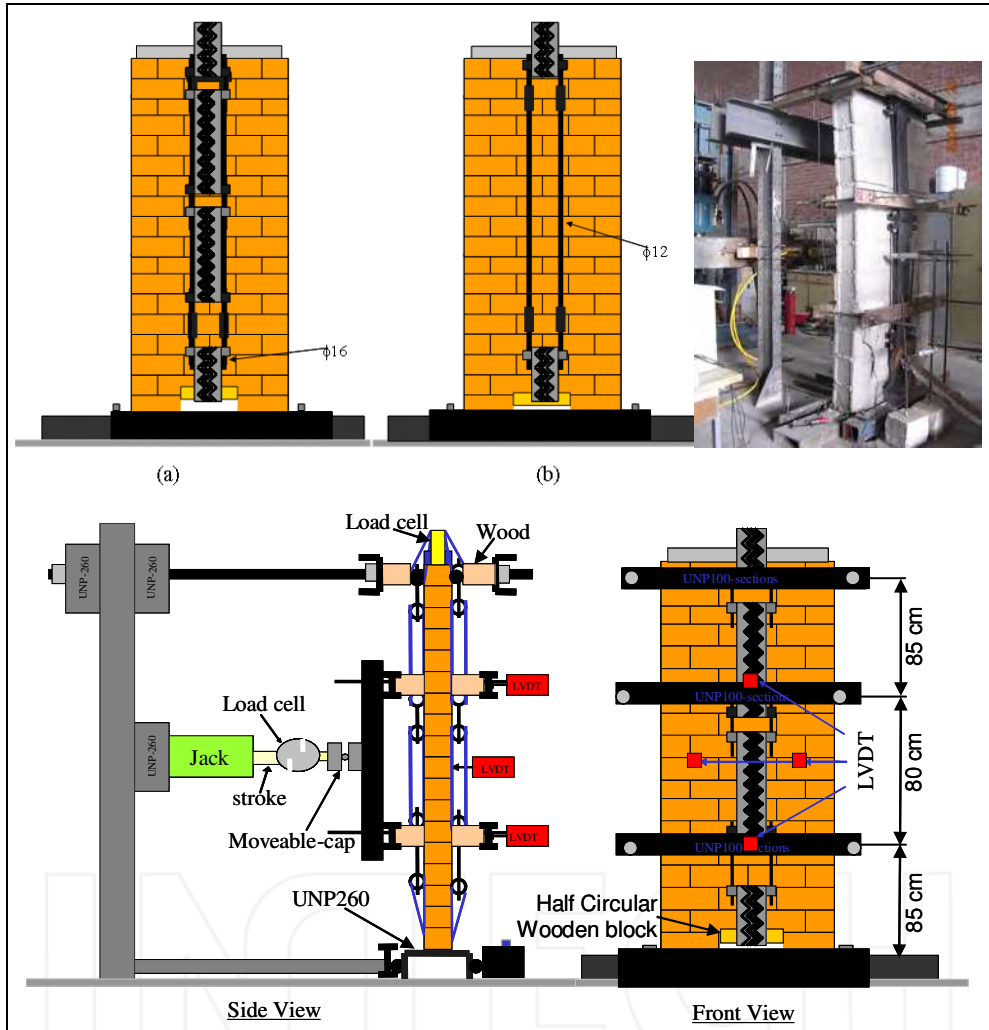 ϕ16
ϕ12
(a)
(b)
Load cell
Wood
UNP-260
UNP-260
UNP-260
LVDT
LVDT
LVDT
Load cell
Jack
stroke
Moveable-cap
UNP260
Side View
UNP100-sections
UNP100-sections
UNP100-sections
85 cm
80 cm
85 cm
LVDT
Half Circular
Wooden block
Front View
INTECH